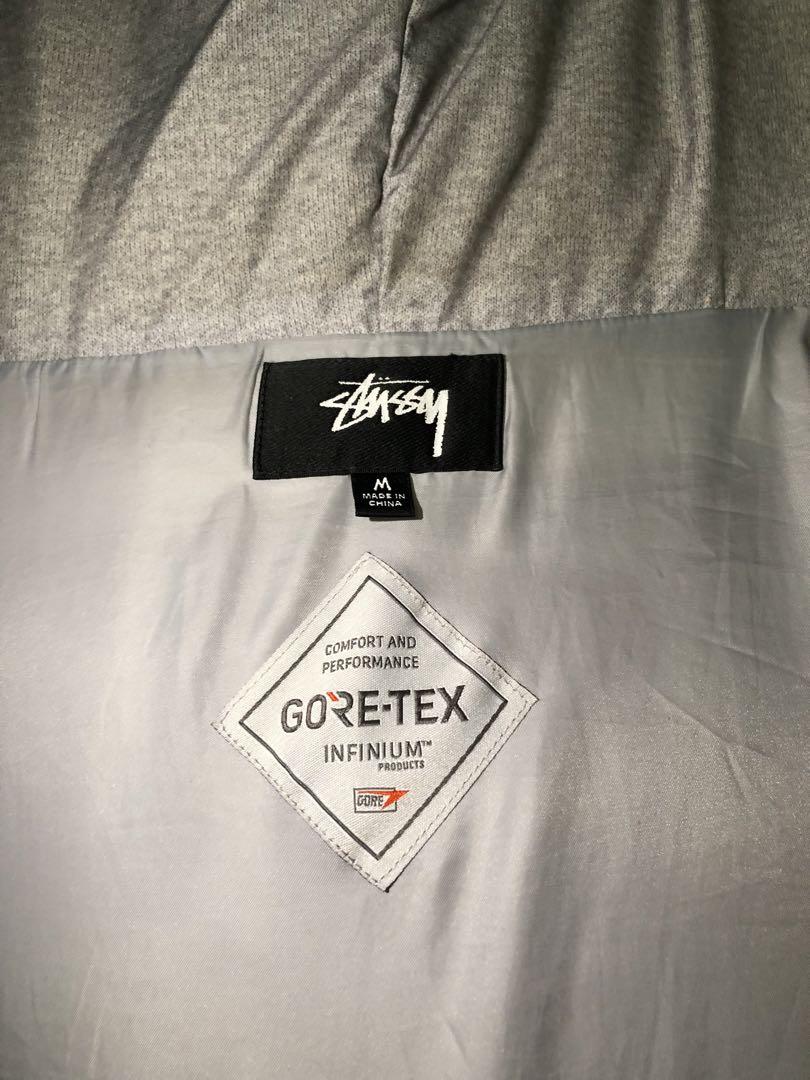 Stüssy
M
MADE IN
CHINA
COMFORT AND
PERFORMANCE
GORE-TEX
INFINIUM™
PRODUCTS
GORE